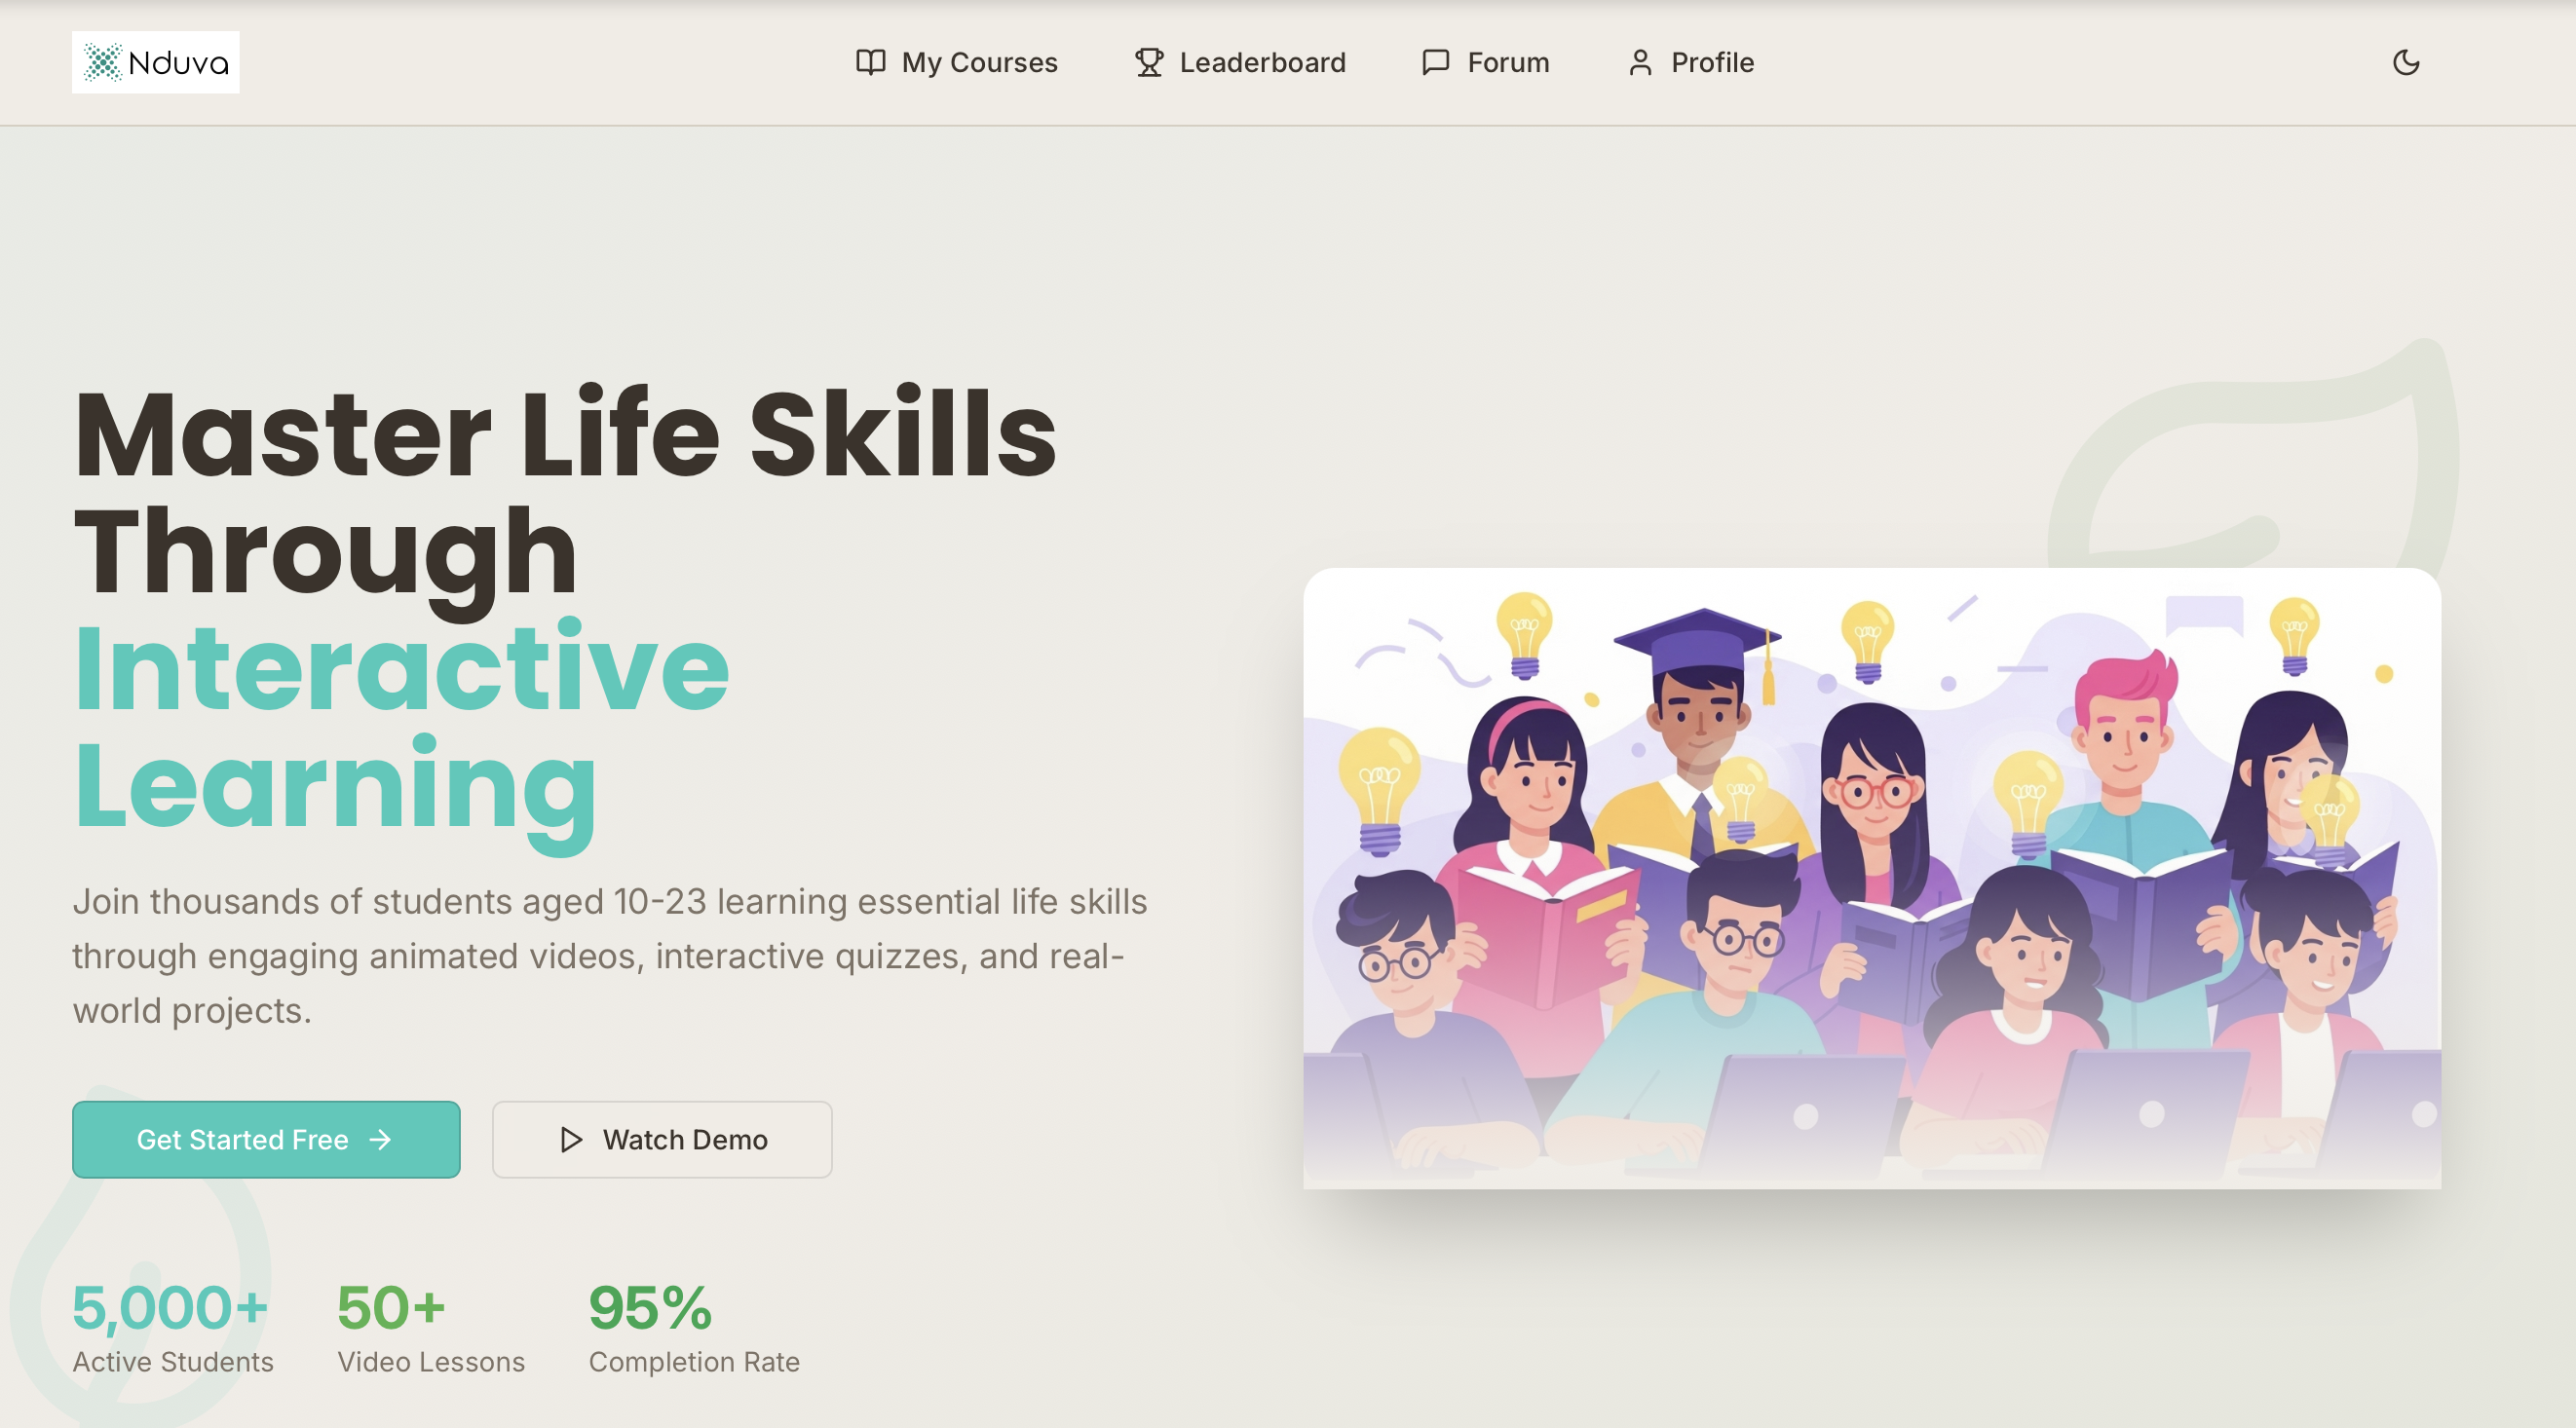 Nduva
My Courses
Leaderboard
Forum
Profile
Master Life Skills
Through
Interactive
Learning
Join thousands of students aged 10-23 learning essential life skills
through engaging animated videos, interactive quizzes, and real-
world projects.
Get Started Free
Watch Demo
5,000+
Active Students
50+
Video Lessons
95%
Completion Rate